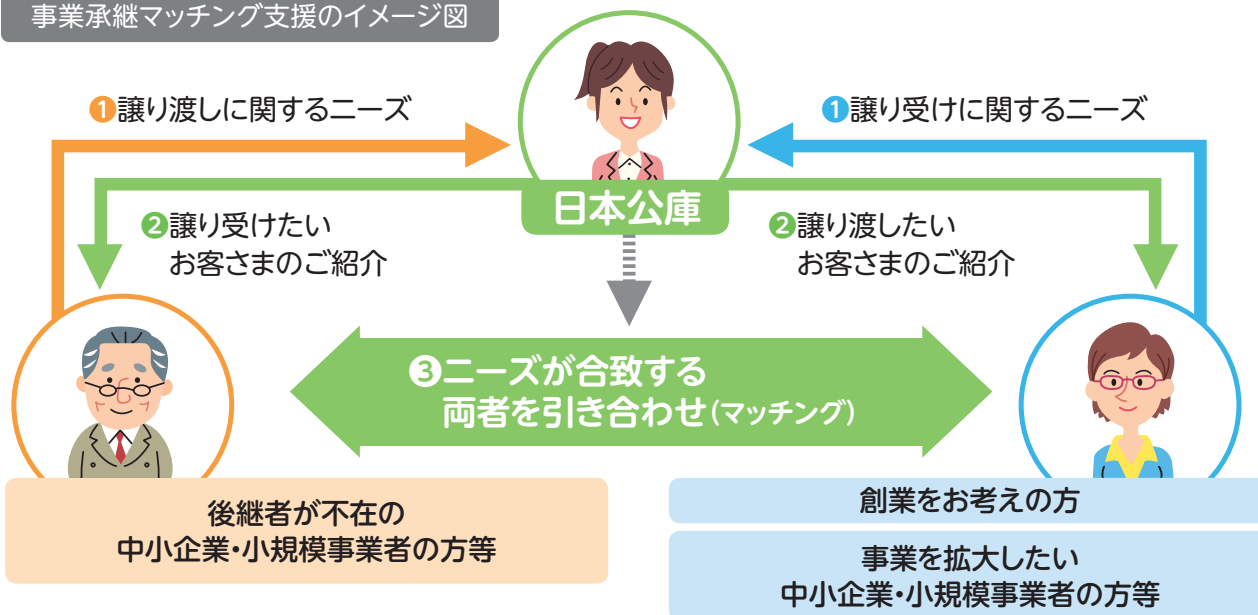 事業承継マッチング支援のイメージ図
❶譲り渡しに関するニーズ
❶譲り受けに関するニーズ
日本公庫
❷譲り受けたい
お客さまのご紹介
❷譲り渡したい
お客さまのご紹介
❸ニーズが合致する
両者を引き合わせ(マッチング)
後継者が不在の
中小企業・小規模事業者の方等
創業をお考えの方
事業を拡大したい
中小企業・小規模事業者の方等